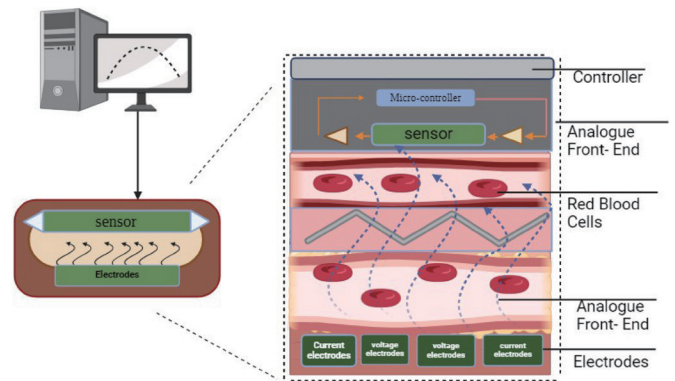 Controller
Micro-controller
sensor
Analogue
Front- End
Red Blood
Cells
sensor
Electrodes
Analogue
Front- End
Current
electrodes
voltage
electrodes
voltage
electrodes
current
electrodes
Electrodes